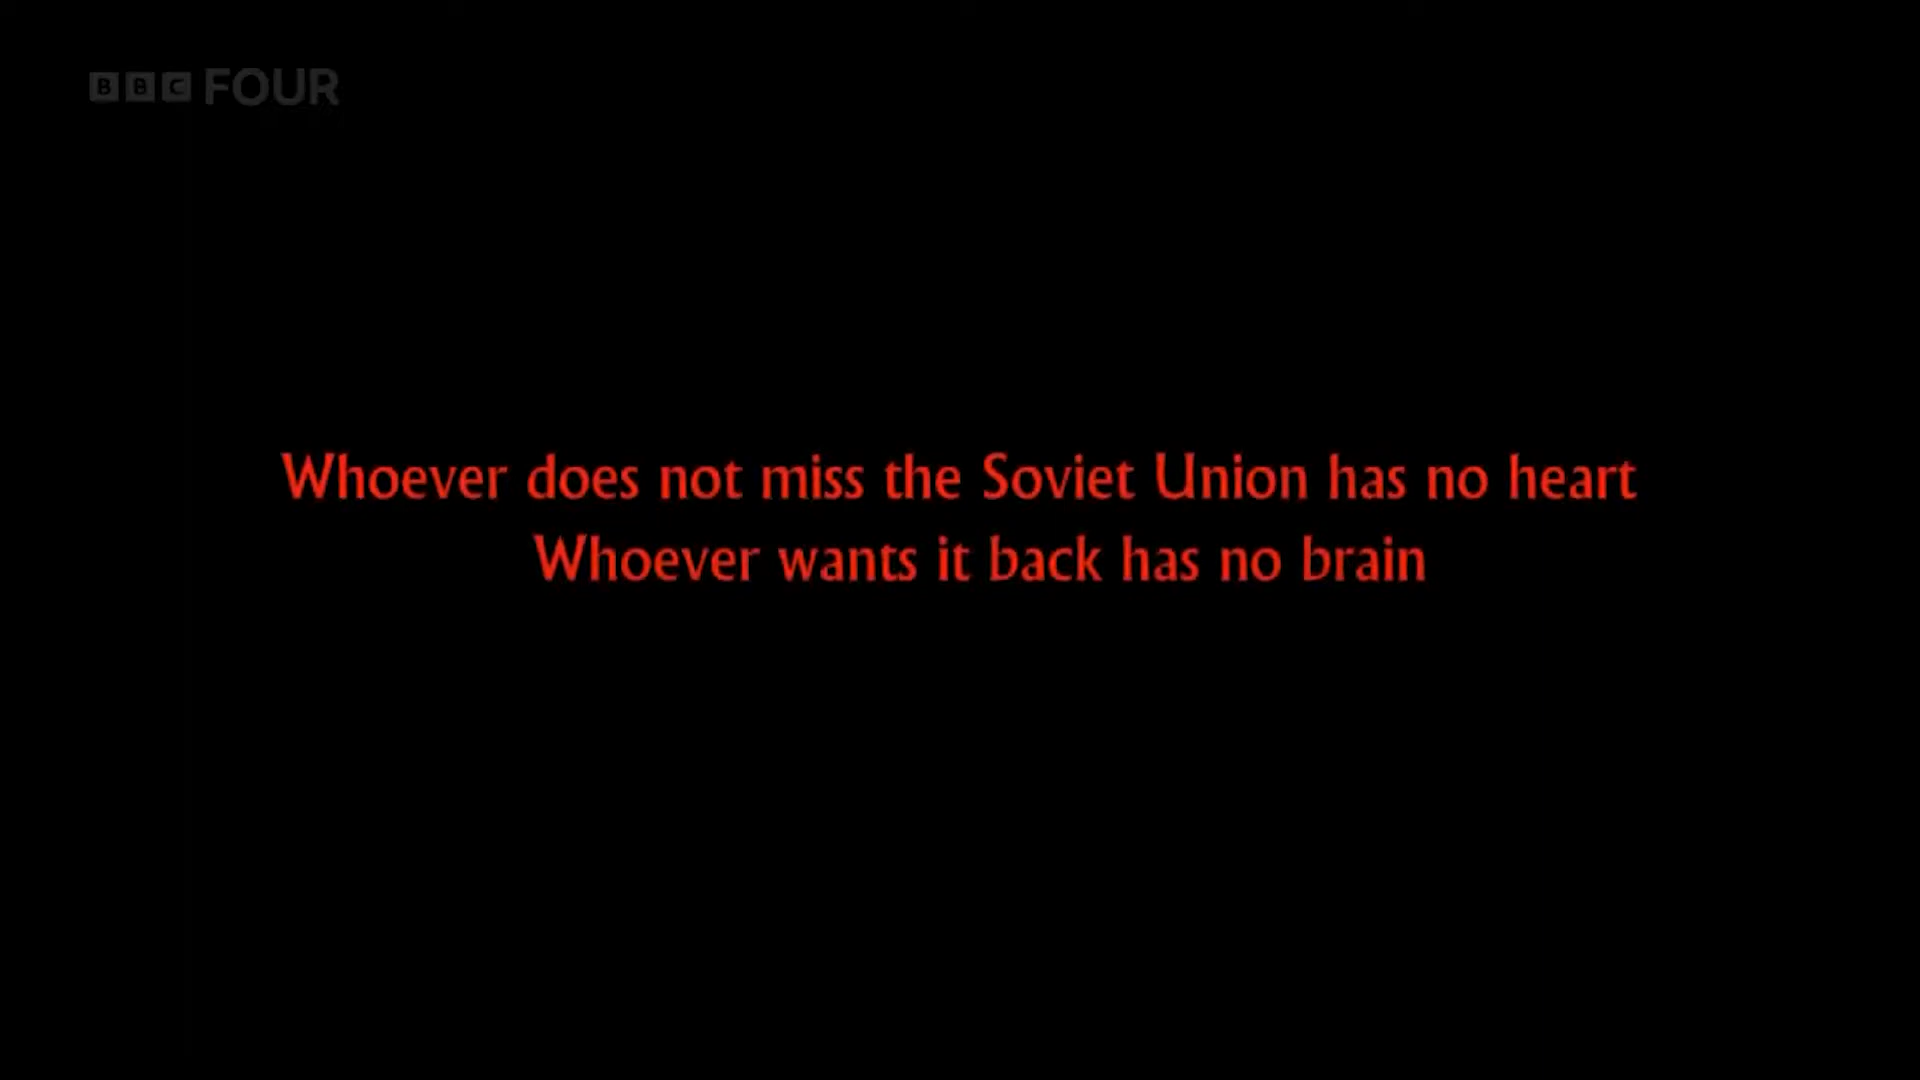 BBC FOUR
Whoever does not miss the Soviet Union has no heart
Whoever wants it back has no brain